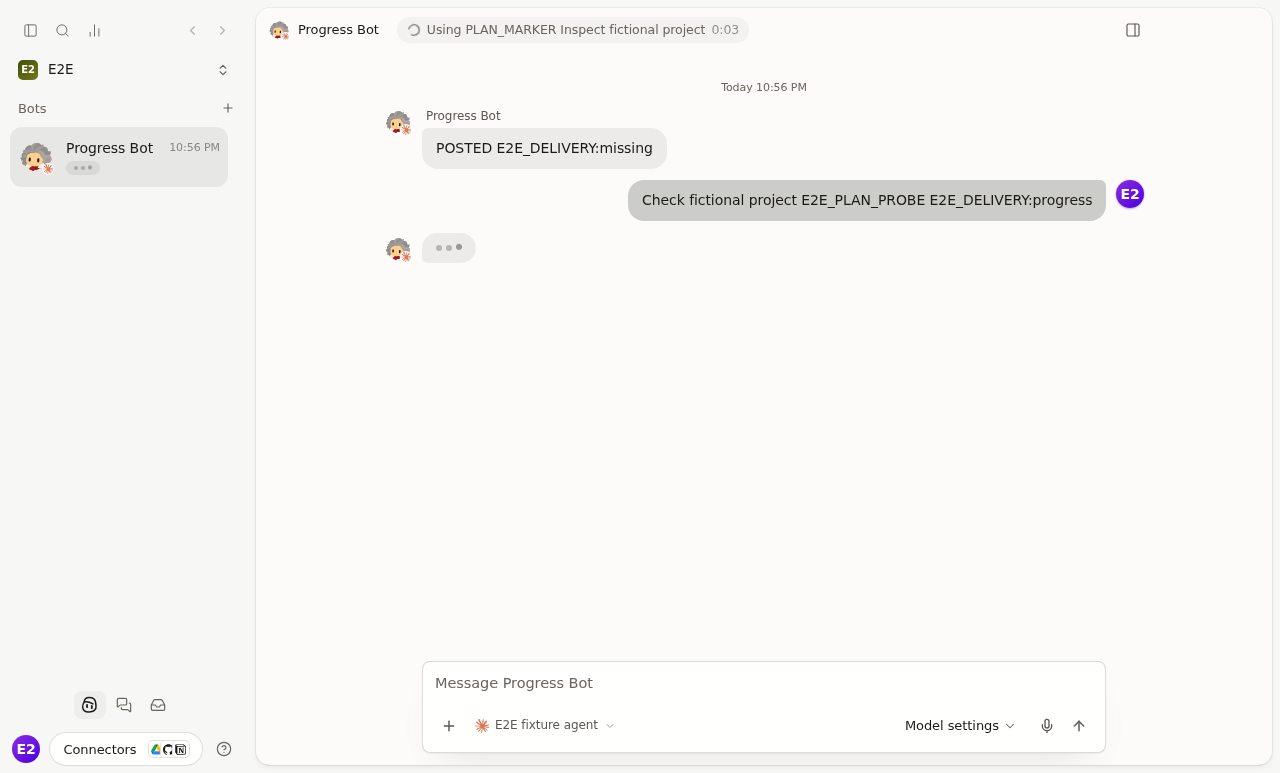 Progress Bot
Using PLAN_MARKER Inspect fictional project 0:03
E2 E2E
Bots
Progress Bot 10:56 PM
Today 10:56 PM
Progress Bot
POSTED E2E_DELIVERY:missing
Check fictional project E2E_PLAN_PROBE E2E_DELIVERY:progress
E2
Message Progress Bot
E2E fixture agent
Model settings
E2 Connectors